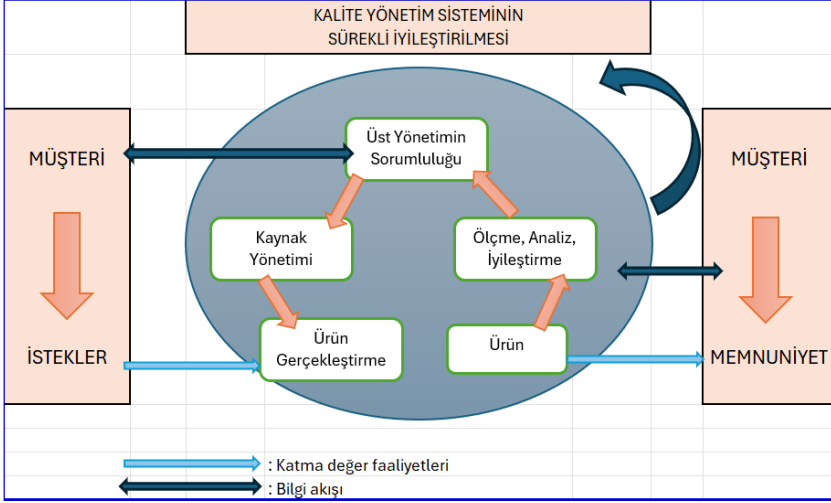 KALİTE YÖNETİM SİSTEMİNİN
SÜREKLİ İYİLEŞTİRİLMESİ
MÜŞTERİ
İSTEKLER
Üst Yönetimin
Sorumluluğu
Kaynak
Yönetimi
Ölçme, Analiz,
İyileştirme
Ürün
Gerçekleştirme
Ürün
MÜŞTERİ
MEMNUNİYET
: Katma değer faaliyetleri
: Bilgi akışı